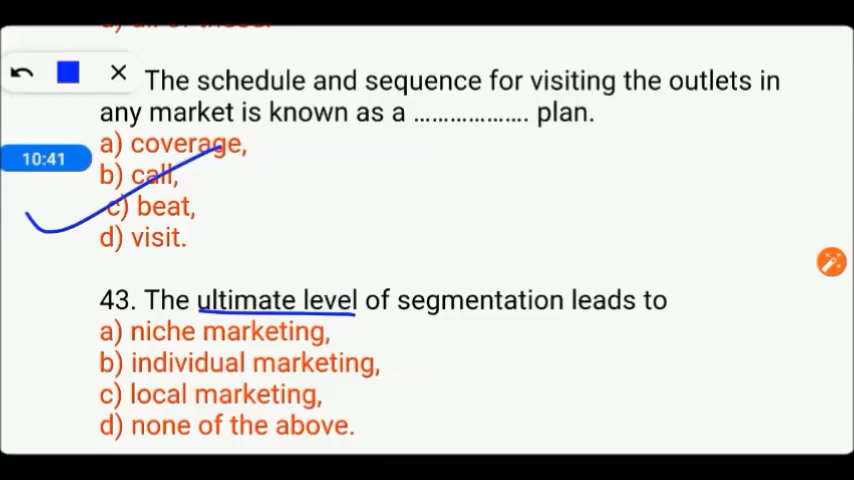 The schedule and sequence for visiting the outlets in
any market is known as a ................... plan.
10:41
a) coverage,
b) call,
c) beat,
d) visit.
43. The ultimate level of segmentation leads to
a) niche marketing,
b) individual marketing,
c) local marketing,
d) none of the above.